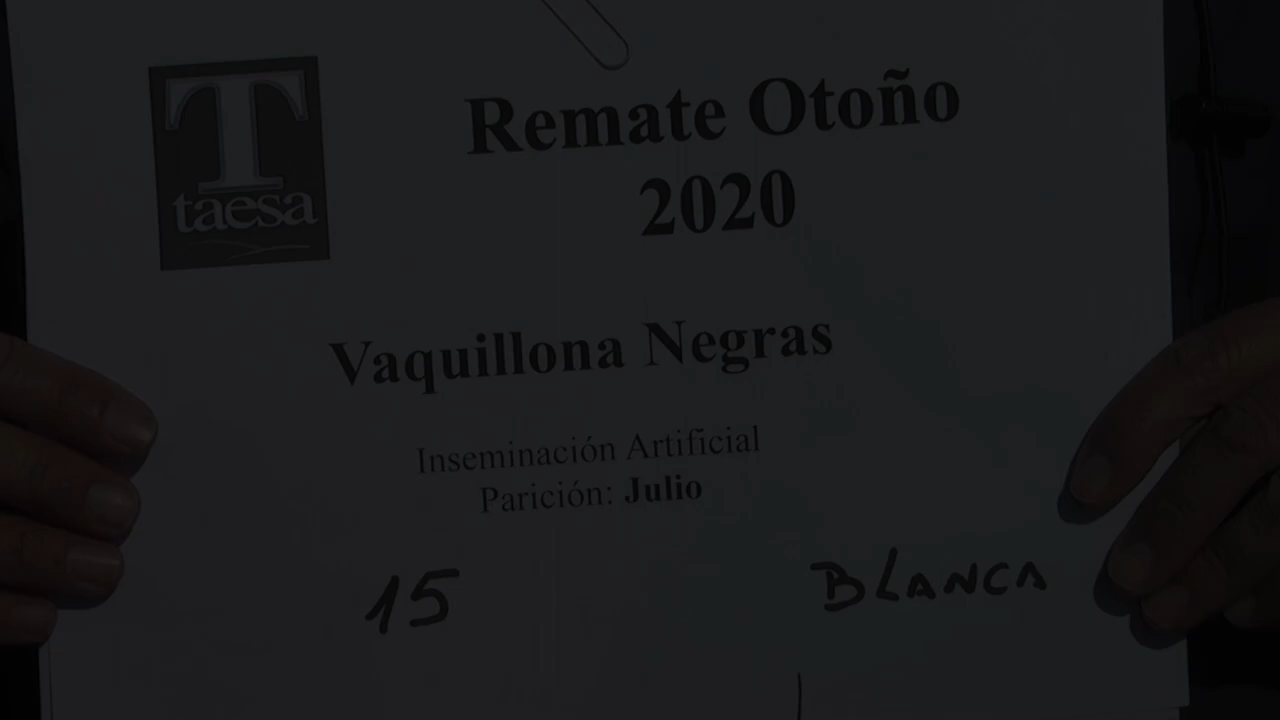 T
taesa
Remate Otoño
2020
Vaquillona Negras
Inseminación Artificial
Parición: Julio
15 BLANCA